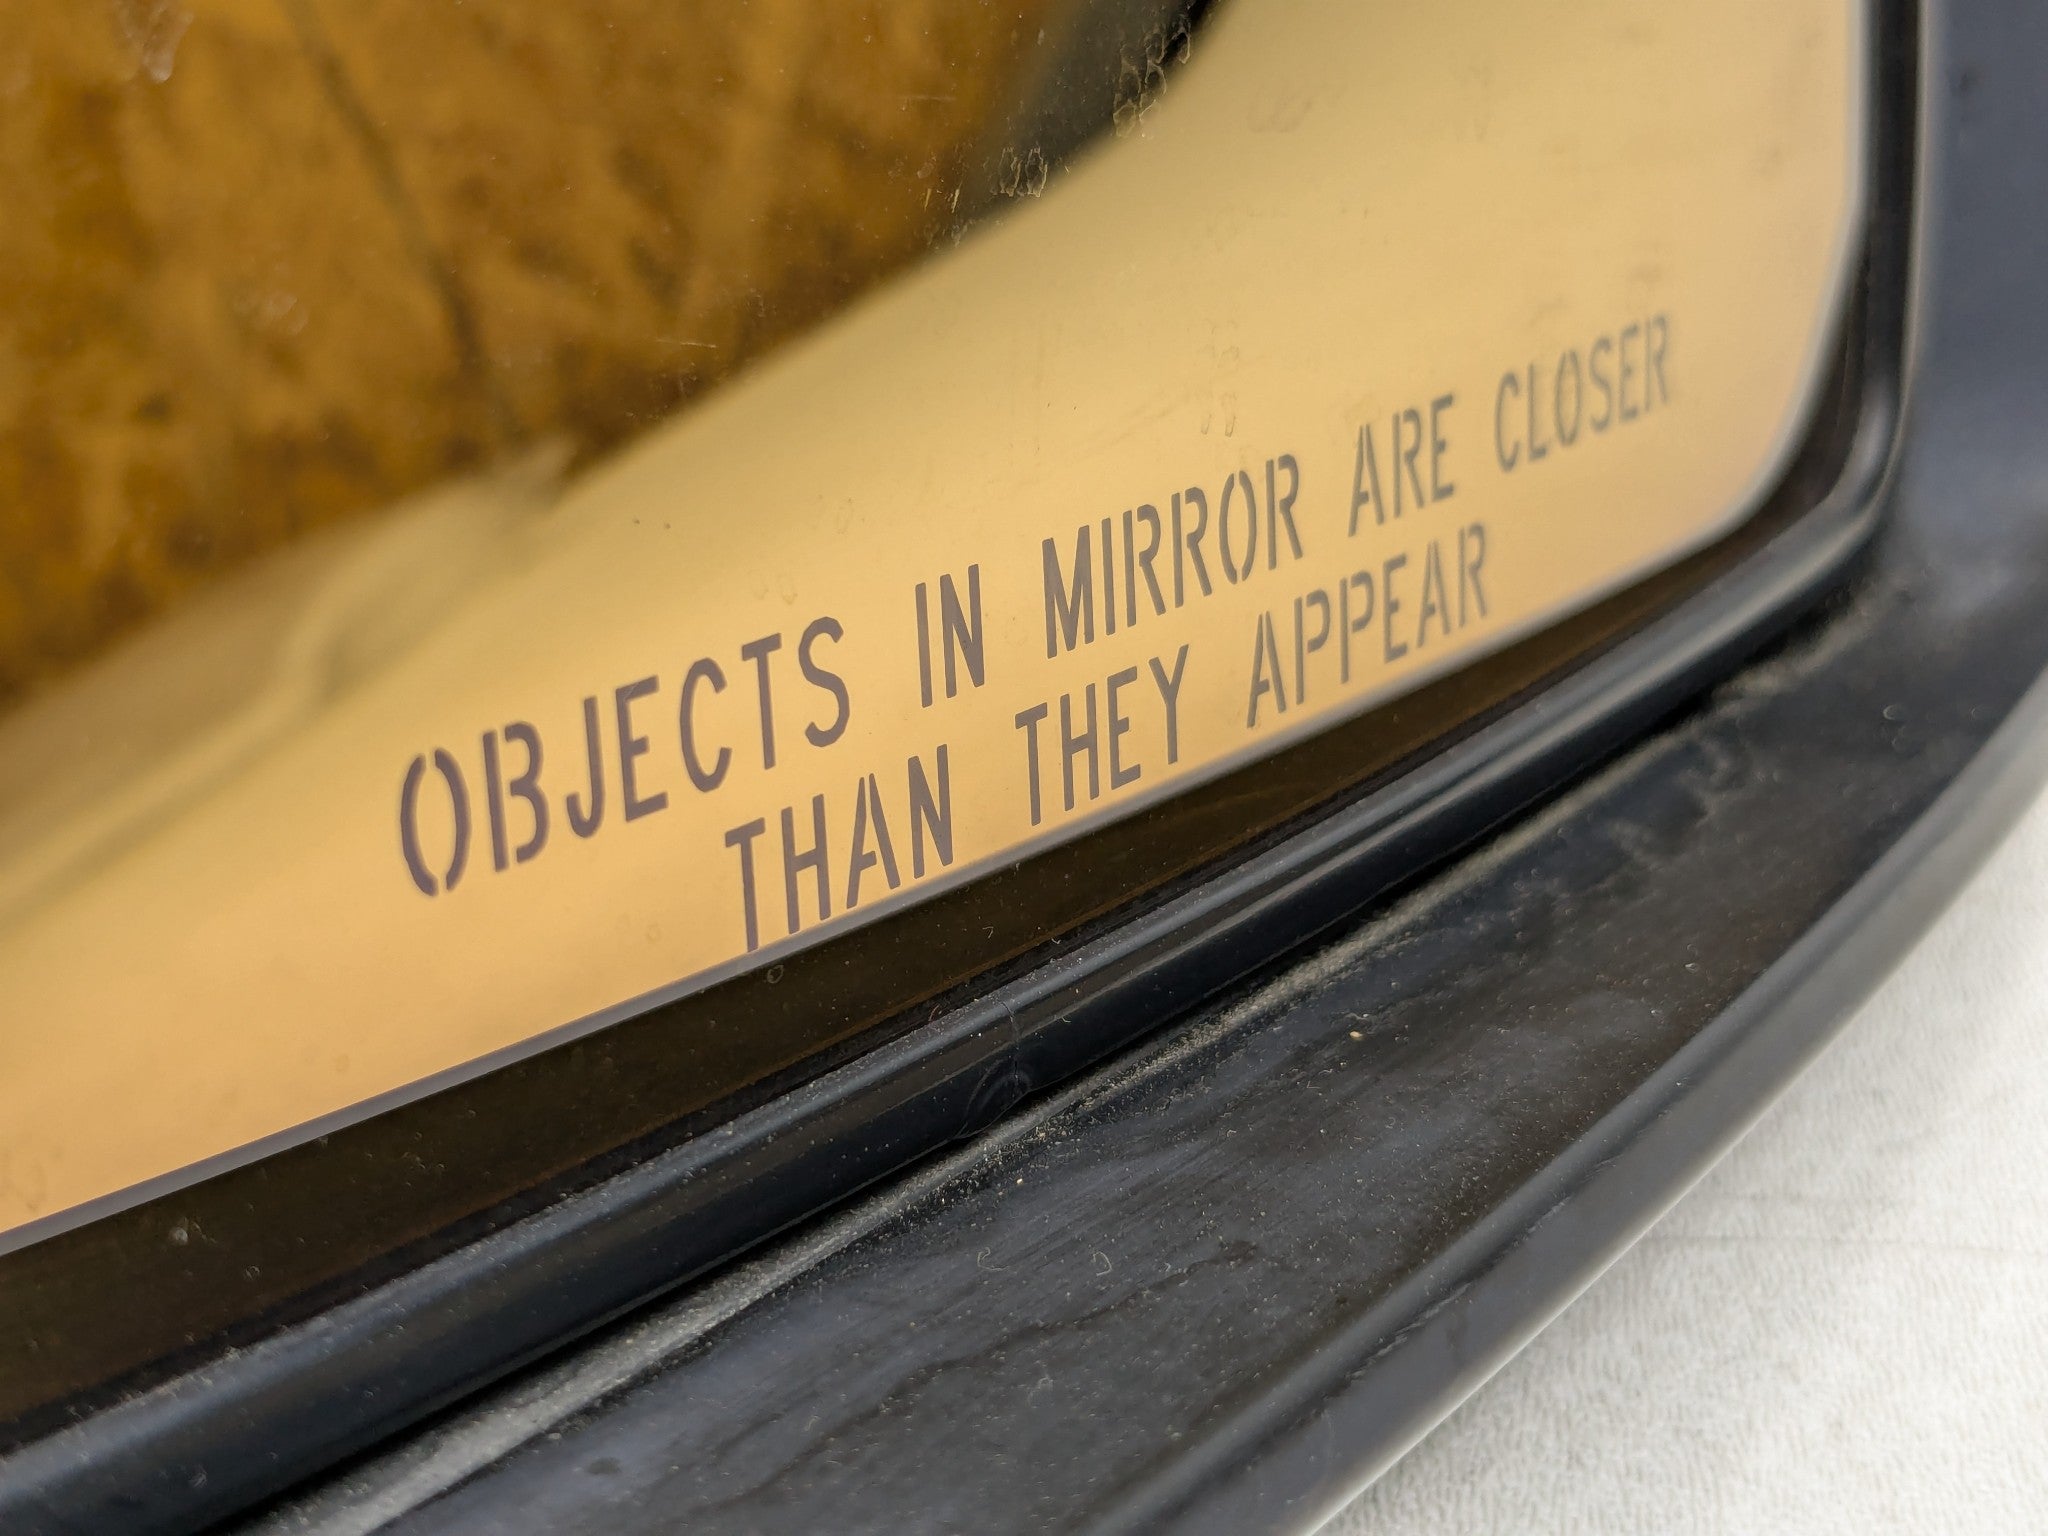 OBJECTS IN MIRROR ARE CLOSER
THAN THEY APPEAR